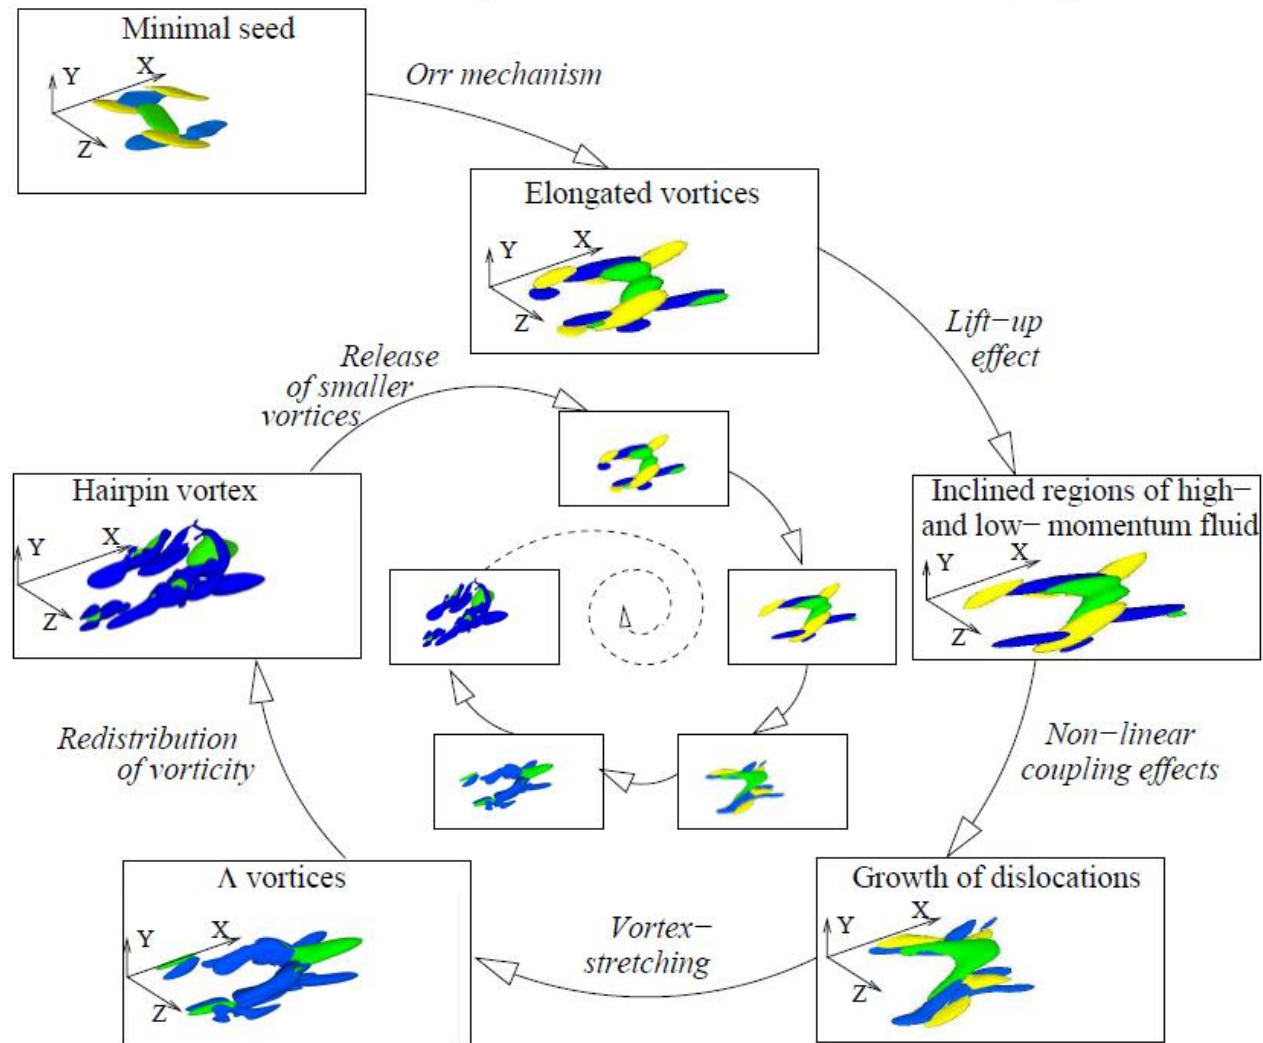 Minimal seed
Y
X
Z
Orr mechanism
Elongated vortices
Y
X
Z
Lift−up
effect
Release
of smaller
vortices
Hairpin vortex
Y
X
Z
Inclined regions of high−
and low− momentum fluid
Y
X
Z
Redistribution
of vorticity
Non−linear
coupling effects
Λ vortices
Y
X
Z
Vortex−
stretching
Growth of dislocations
Y
X
Z